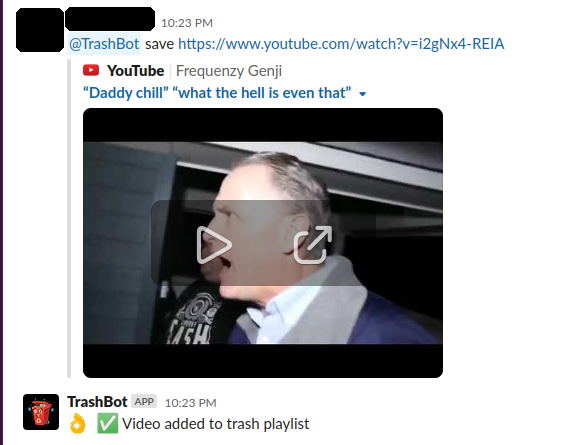 10:23 PM
@TrashBot save https://www.youtube.com/watch?v=i2gNx4-REIA
YouTube | Frequenzy Genji
“Daddy chill” “what the hell is even that”
CASH
TrashBot APP 10:23 PM
👌 ✅ Video added to trash playlist